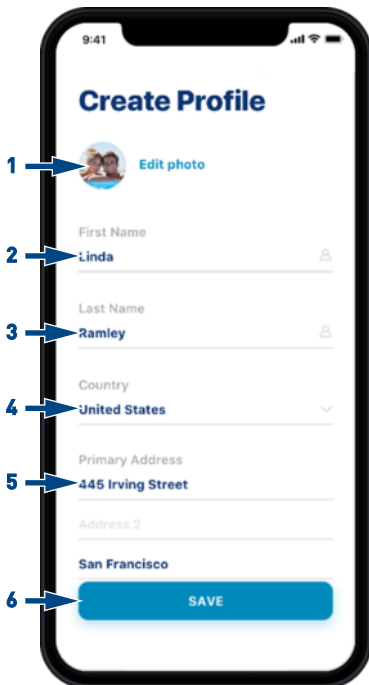 9:41
Create Profile
1
Edit photo
First Name
2
Linda
Last Name
3
Ramley
Country
4
United States
Primary Address
5
445 Irving Street
Address 2
San Francisco
6
SAVE